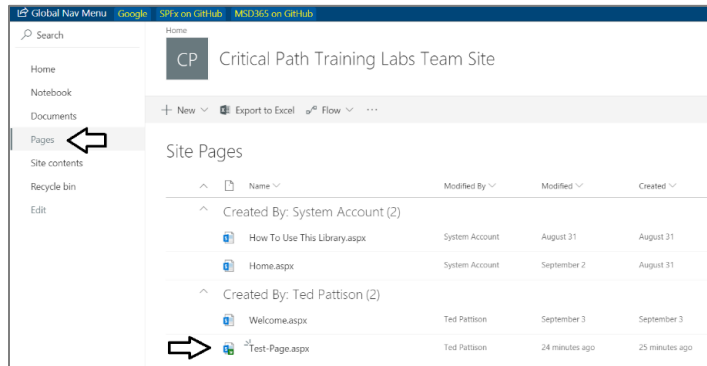 Global Nav Menu Google SPFx on GitHub MSD365 on GitHub
Search
Home
Notebook
Documents
Pages
Site contents
Recycle bin
Edit
Home
CP Critical Path Training Labs Team Site
+ New Export to Excel Flow ···
Site Pages
Name Modified By Modified Created
Created By: System Account (2)
How To Use This Library.aspx System Account August 31 August 31
Home.aspx System Account September 2 August 31
Created By: Ted Pattison (2)
Welcome.aspx Ted Pattison September 3 September 3
Test-Page.aspx Ted Pattison 24 minutes ago 25 minutes ago